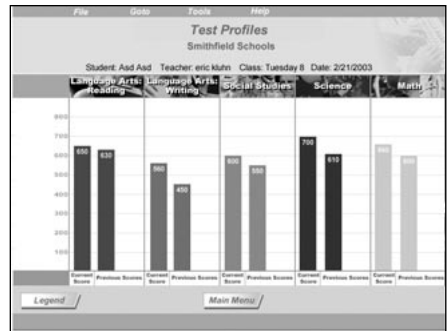 File Goto Tools Help
Test Profiles
Smithfield Schools
Student: Asd Asd Teacher: eric kluhn Class: Tuesday 8 Date: 2/21/2003
Language Arts: Reading
Language Arts: Writing
Social Studies
Science
Math
800
700
600
500
400
300
200
100
650 630
560 450
600 550
700 610
Current Score Previous Scores
Current Score Previous Scores
Current Score Previous Scores
Current Score Previous Scores
Current Score Previous Scores
Legend
Main Menu